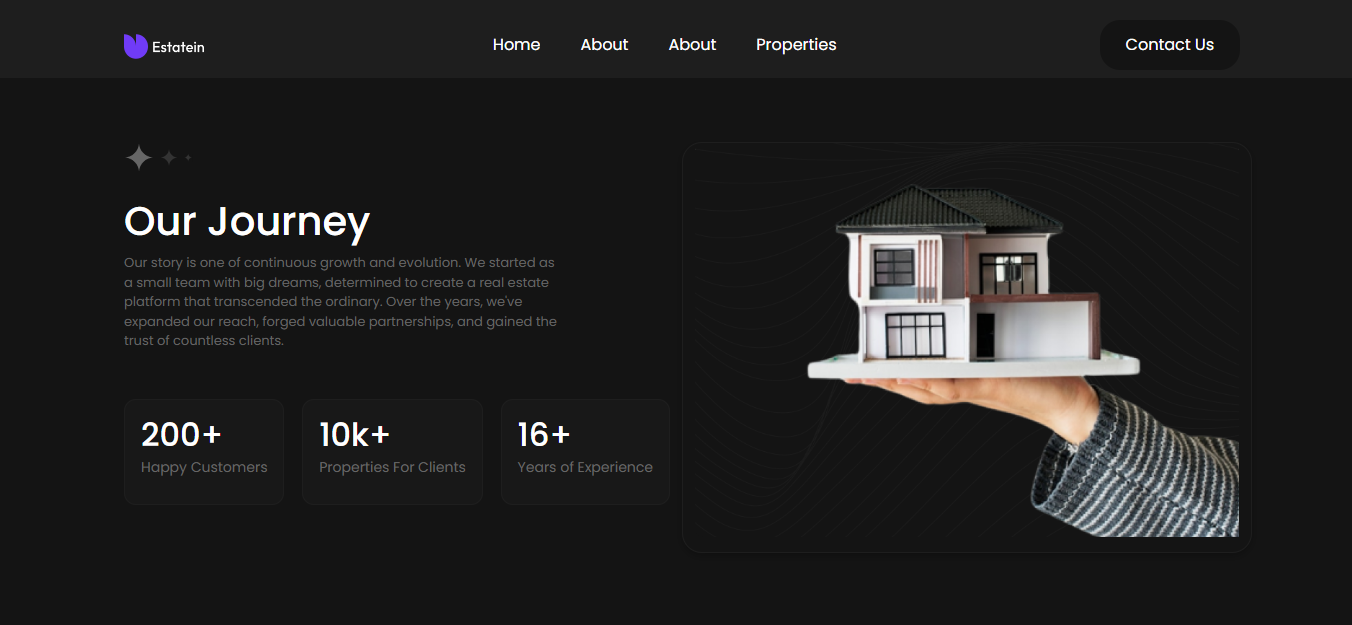 Estatein
Home
About
About
Properties
Contact Us
Our Journey
Our story is one of continuous growth and evolution. We started as
a small team with big dreams, determined to create a real estate
platform that transcended the ordinary. Over the years, we've
expanded our reach, forged valuable partnerships, and gained the
trust of countless clients.
200+
Happy Customers
10k+
Properties For Clients
16+
Years of Experience